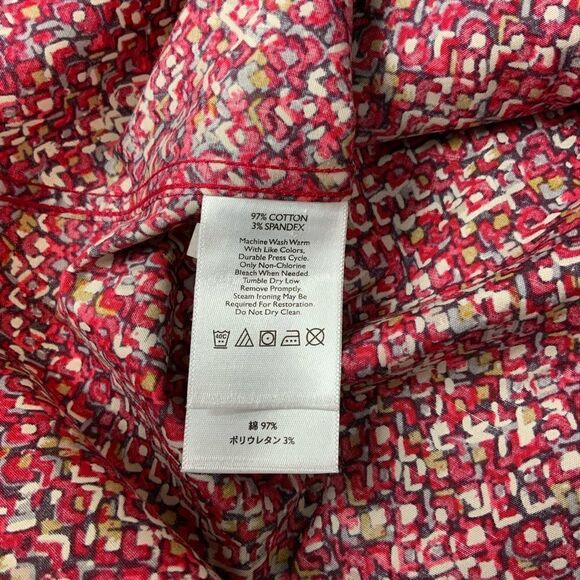 97% COTTON
3% SPANDEX
Machine Wash Warm
With Like Colors,
Durable Press Cycle.
Only Non-Chlorine
Bleach When Needed.
Tumble Dry Low.
Remove Promptly.
Steam Ironing May Be
Required For Restoration.
Do Not Dry Clean.
40C
綿 97%
ポリウレタン 3%